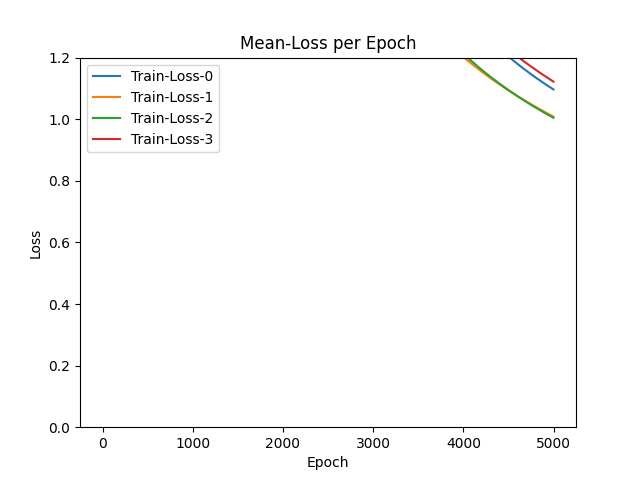 Mean-Loss per Epoch
Train-Loss-0
Train-Loss-1
Train-Loss-2
Train-Loss-3
1.2
1.0
0.8
0.6
0.4
0.2
0.0
Loss
0 1000 2000 3000 4000 5000
Epoch